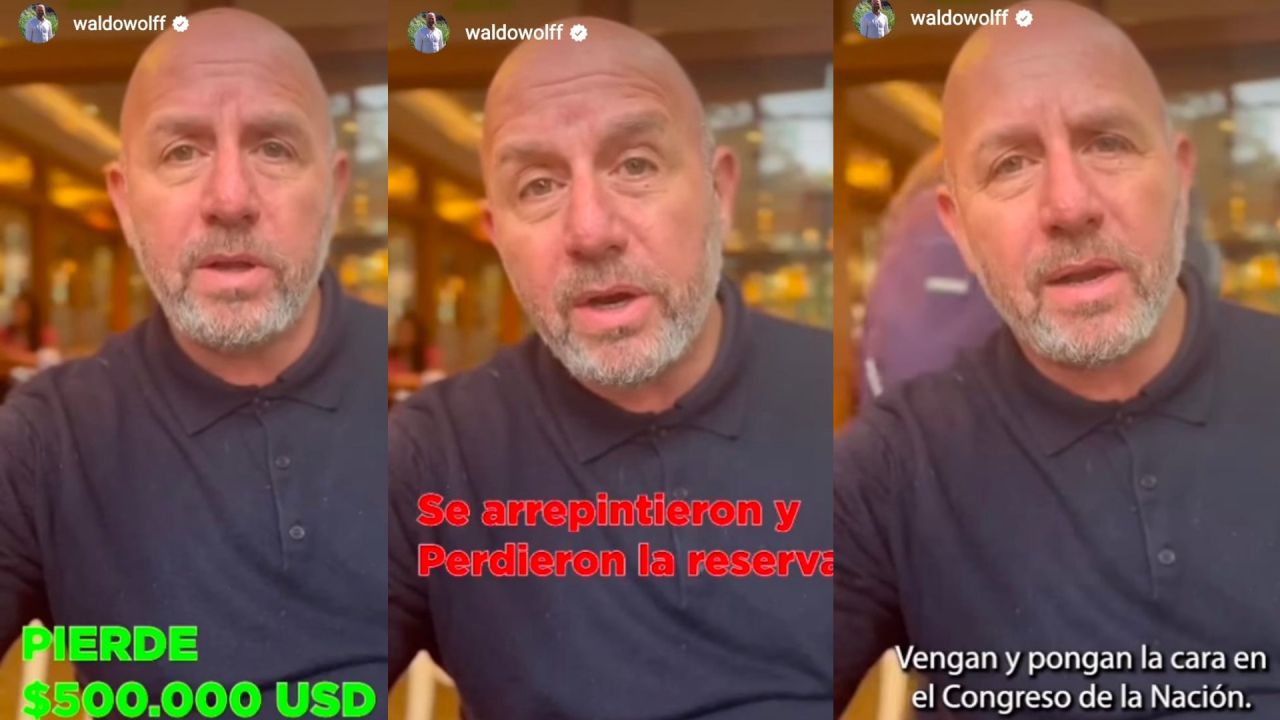 waldowolff
PIERDE
$500.000 USD
waldowolff
Se arrepintieron y
Perdieron la reserva
waldowolff
Vengan y pongan la cara en
el Congreso de la Nación.